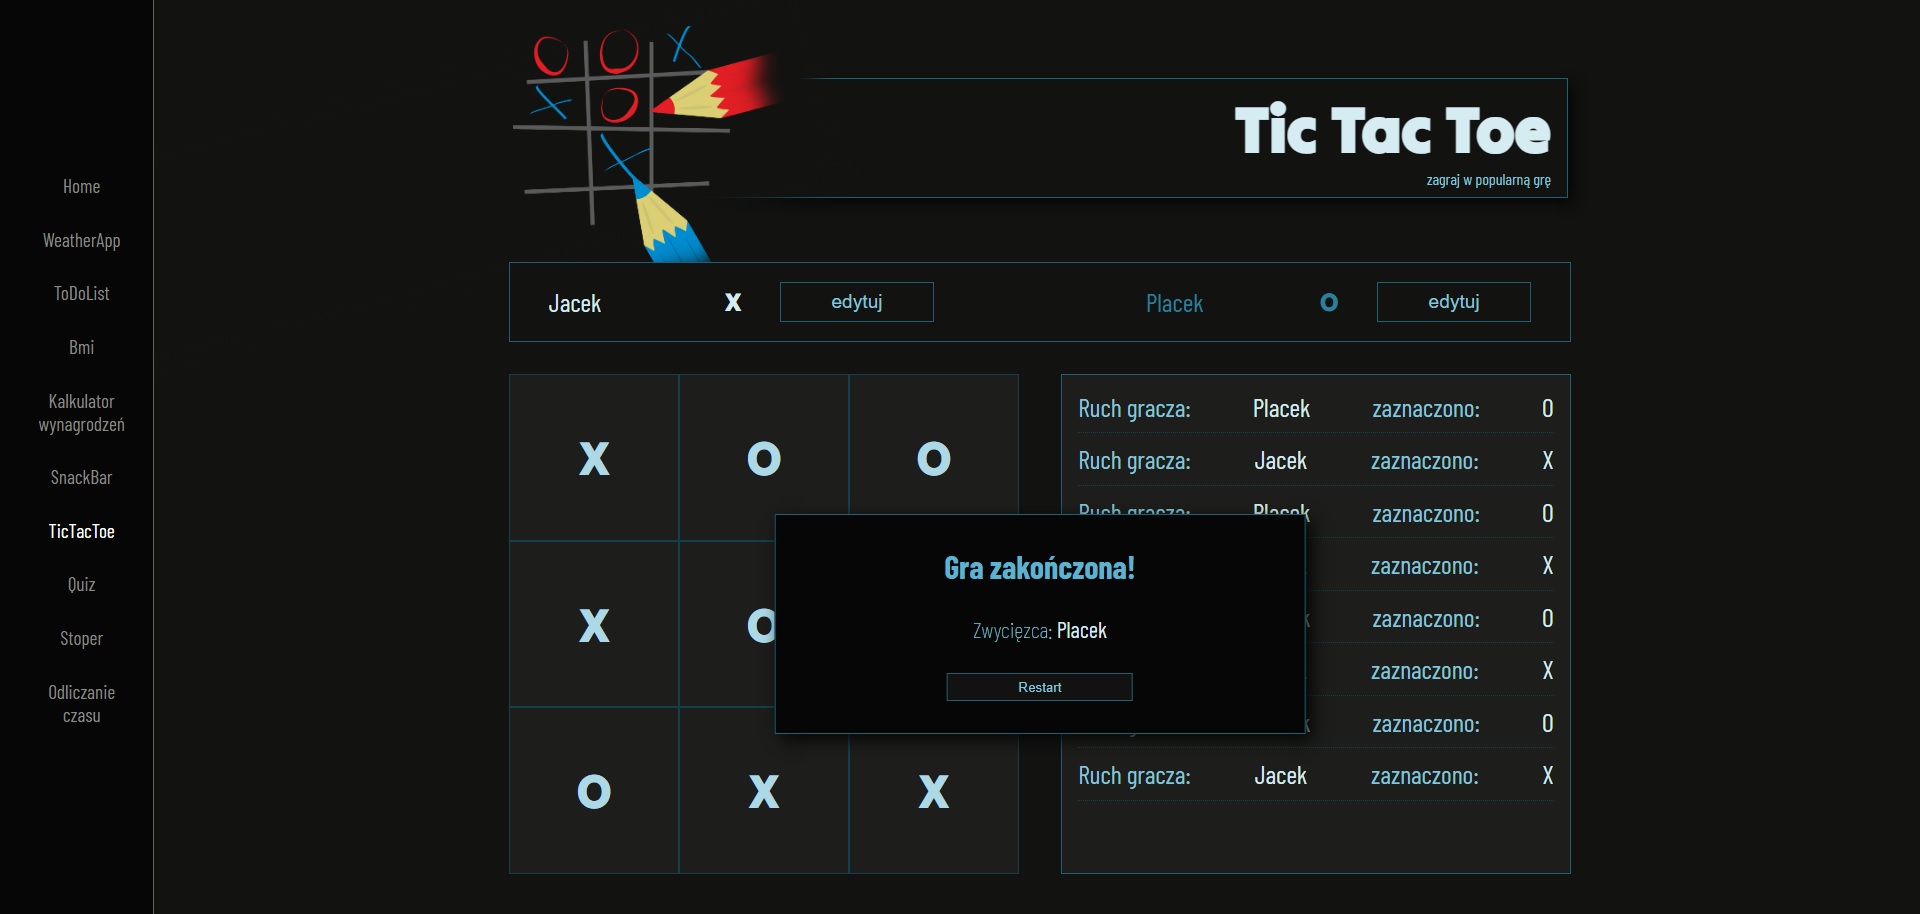 Tic Tac Toe
zagraj w popularną grę
Home
WeatherApp
ToDoList
Bmi
Kalkulator
wynagrodzeń
SnackBar
TicTacToe
Quiz
Stoper
Odliczanie
czasu
Jacek X edytuj
Placek O edytuj
X O O
X O
O X X
Ruch gracza: Placek zaznaczono: O
Ruch gracza: Jacek zaznaczono: X
Ruch gracza: Placek zaznaczono: O
zaznaczono: X
zaznaczono: O
zaznaczono: X
zaznaczono: O
Ruch gracza: Jacek zaznaczono: X
Gra zakończona!
Zwycięzca: Placek
Restart